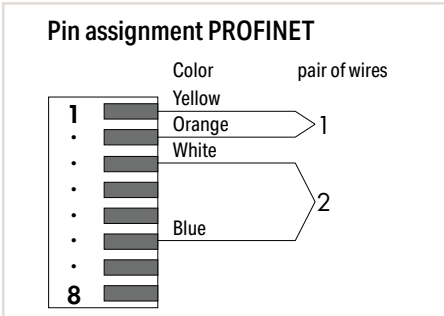 Pin assignment PROFINET
Color pair of wires
1 Yellow
· Orange 1
· White
·
· 2
· Blue
·
8